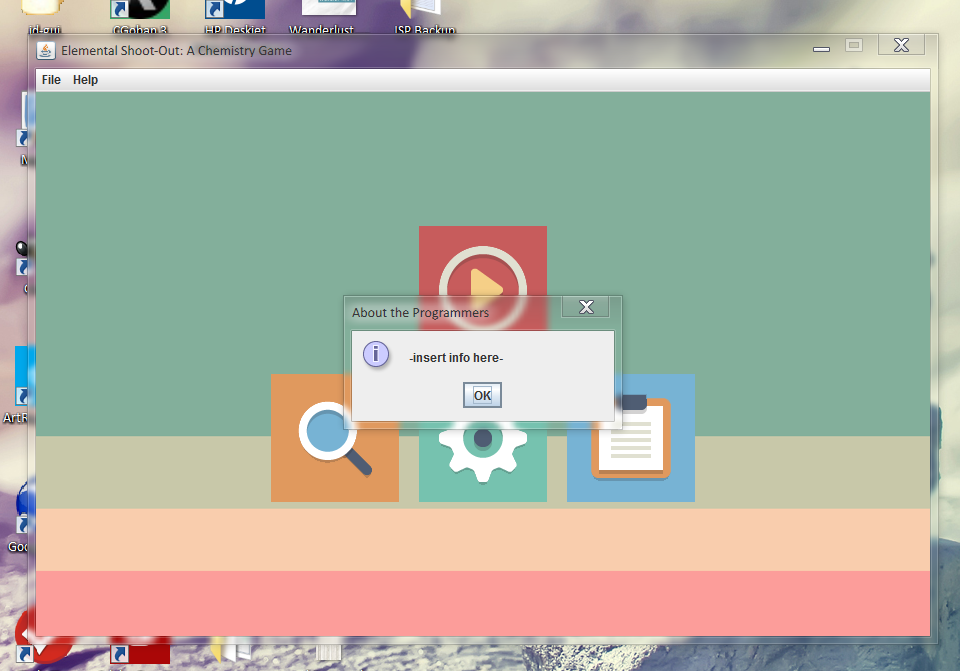 jd-gui
CGoban 3
HP Deskjet
Wanderlust
ISP Backup
Elemental Shoot-Out: A Chemistry Game
File Help
About the Programmers
-insert info here-
OK
ArtR
Goo